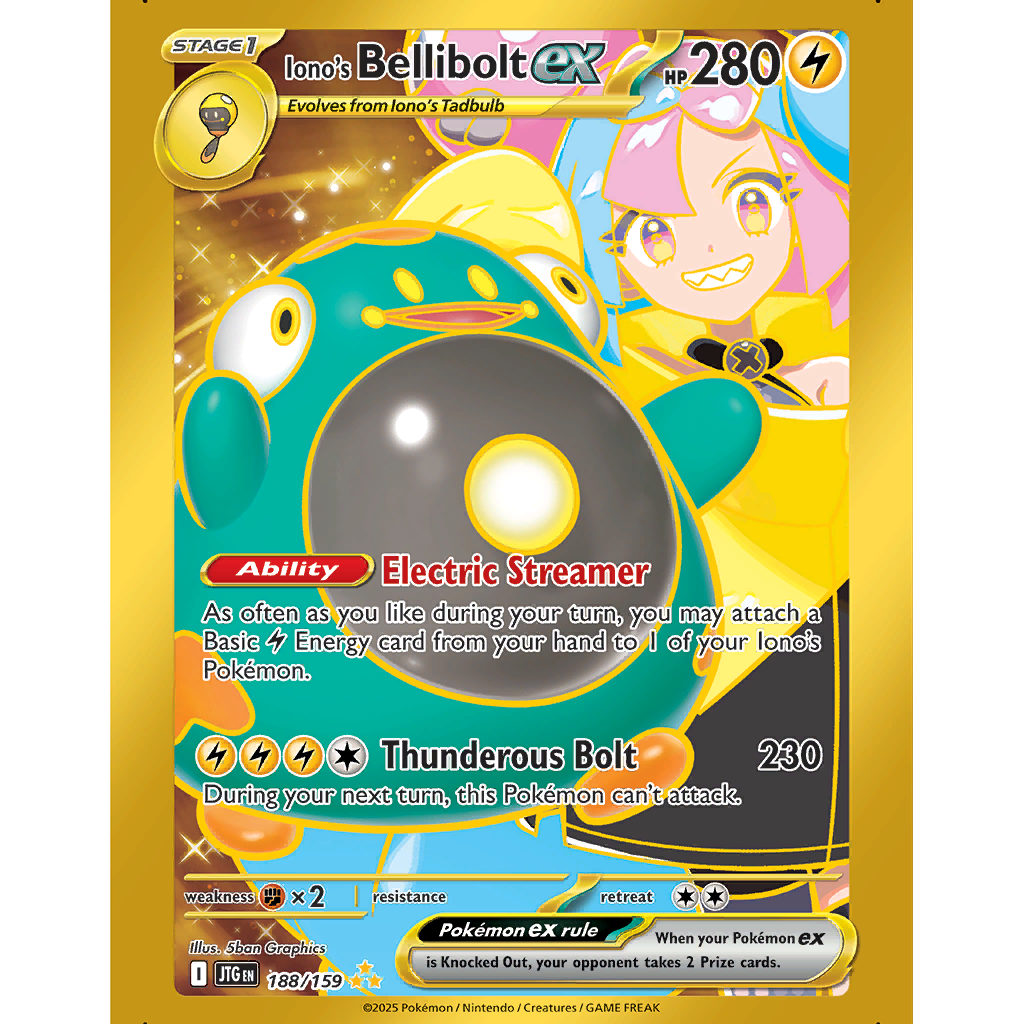 STAGE 1
Iono's Bellibolt ex HP 280
Evolves from Iono's Tadbulb
Ability Electric Streamer
As often as you like during your turn, you may attach a
Basic Energy card from your hand to 1 of your Iono's
Pokémon.
Thunderous Bolt 230
During your next turn, this Pokémon can't attack.
weakness ×2 resistance retreat
Illus. 5ban Graphics
Pokémon ex rule When your Pokémon ex
is Knocked Out, your opponent takes 2 Prize cards.
I JTG EN 188/159
©2025 Pokémon / Nintendo / Creatures / GAME FREAK